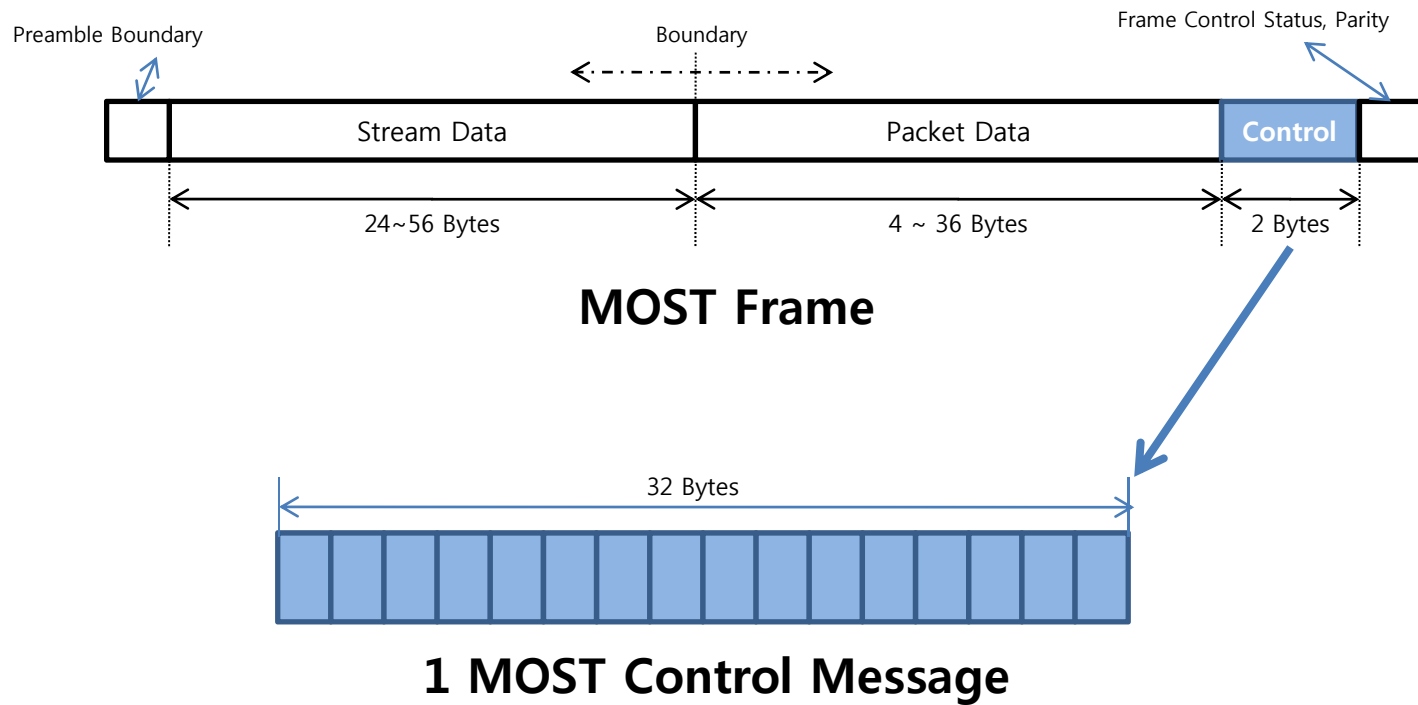 Frame Control Status, Parity
Preamble Boundary
Boundary
Stream Data
Packet Data
Control
24~56 Bytes
4 ~ 36 Bytes
2 Bytes
MOST Frame
32 Bytes
1 MOST Control Message